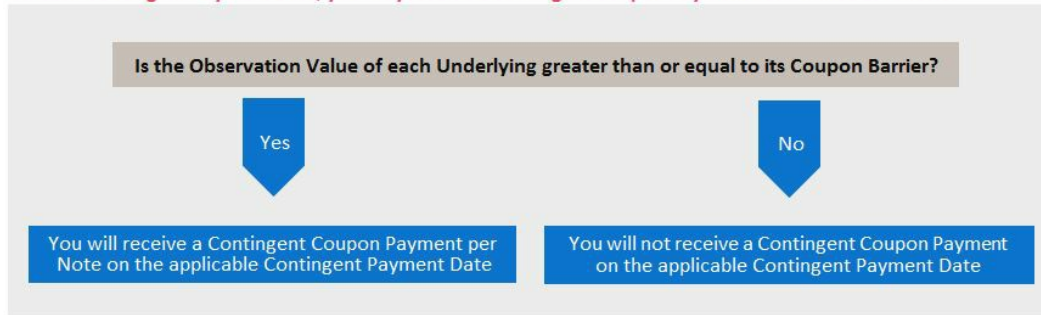 Is the Observation Value of each Underlying greater than or equal to its Coupon Barrier?
Yes
No
You will receive a Contingent Coupon Payment per
Note on the applicable Contingent Payment Date
You will not receive a Contingent Coupon Payment
on the applicable Contingent Payment Date